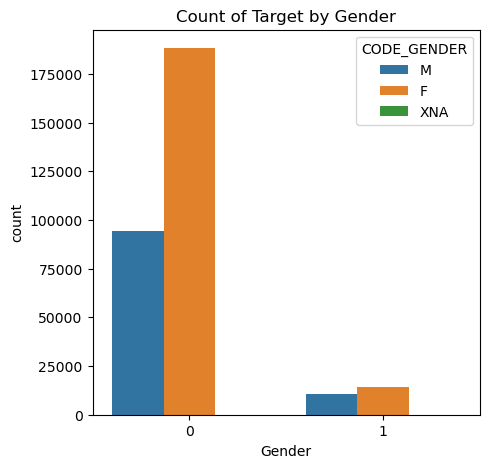 Count of Target by Gender
CODE_GENDER
M
F
XNA
175000
150000
125000
100000
75000
50000
25000
0
count
0
1
Gender